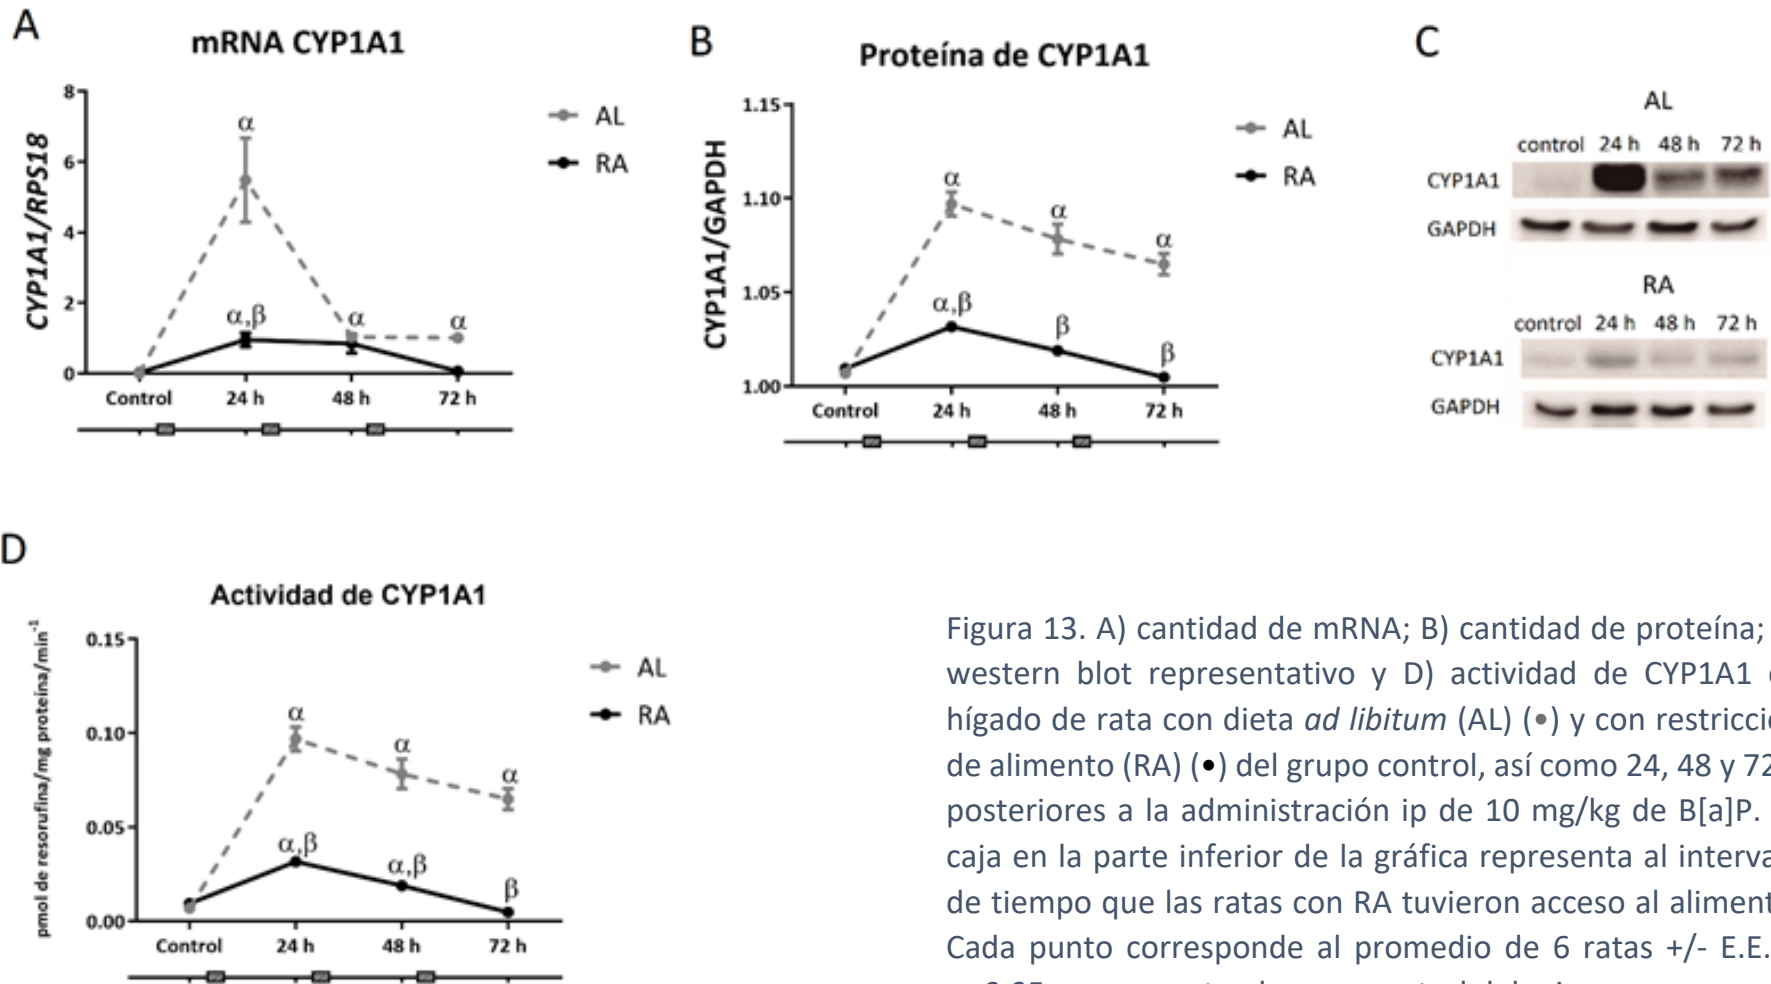 A
mRNA CYP1A1
CYP1A1/RPS18
8
6
4
2
0
α
α,β
α
α
Control 24 h 48 h 72 h
AL
RA
B
Proteína de CYP1A1
CYP1A1/GAPDH
1.15
1.10
1.05
1.00
α
α
α
α,β
β
β
Control 24 h 48 h 72 h
AL
RA
C
AL
control 24 h 48 h 72 h
CYP1A1
GAPDH
RA
control 24 h 48 h 72 h
CYP1A1
GAPDH
D
Actividad de CYP1A1
pmol de resorufina/mg proteína/min⁻¹
0.15
0.10
0.05
0.00
α
α
α
α,β
α,β
β
Control 24 h 48 h 72 h
AL
RA
Figura 13. A) cantidad de mRNA; B) cantidad de proteína;
western blot representativo y D) actividad de CYP1A1
hígado de rata con dieta ad libitum (AL) (•) y con restricci
de alimento (RA) (•) del grupo control, así como 24, 48 y 72
posteriores a la administración ip de 10 mg/kg de B[a]P.
caja en la parte inferior de la gráfica representa al interva
de tiempo que las ratas con RA tuvieron acceso al aliment
Cada punto corresponde al promedio de 6 ratas +/- E.E.